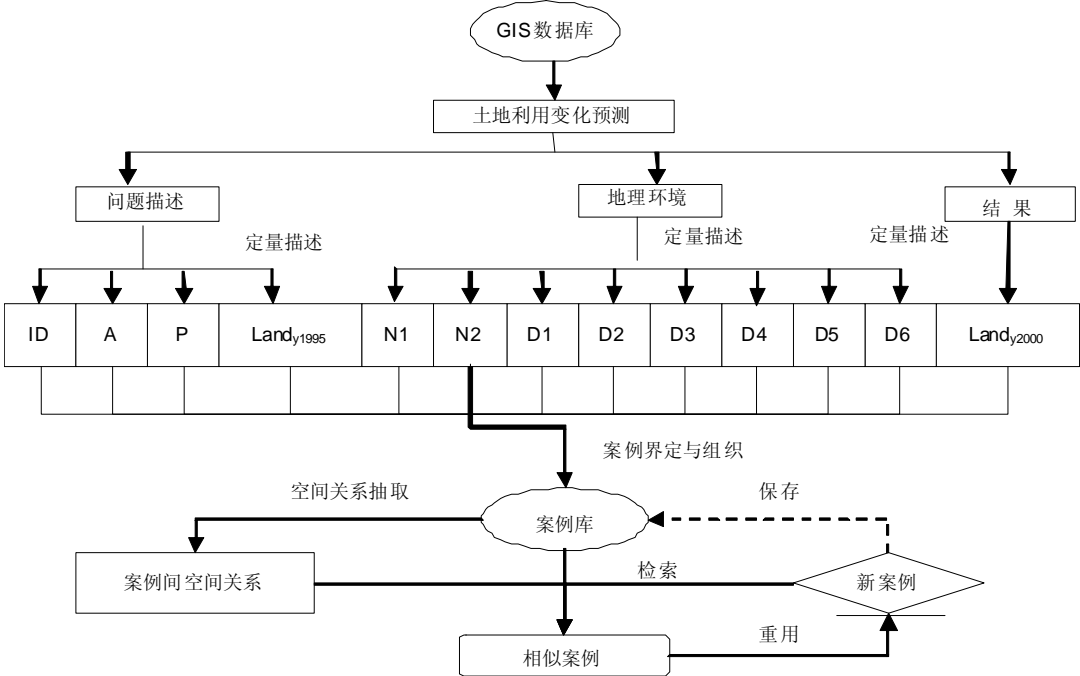 GIS数据库
土地利用变化预测
问题描述
地理环境
结 果
定量描述
定量描述
定量描述
ID
A
P
Landy1995
N1
N2
D1
D2
D3
D4
D5
D6
Landy2000
案例界定与组织
空间关系抽取
保存
案例库
案例间空间关系
检索
新案例
重用
相似案例